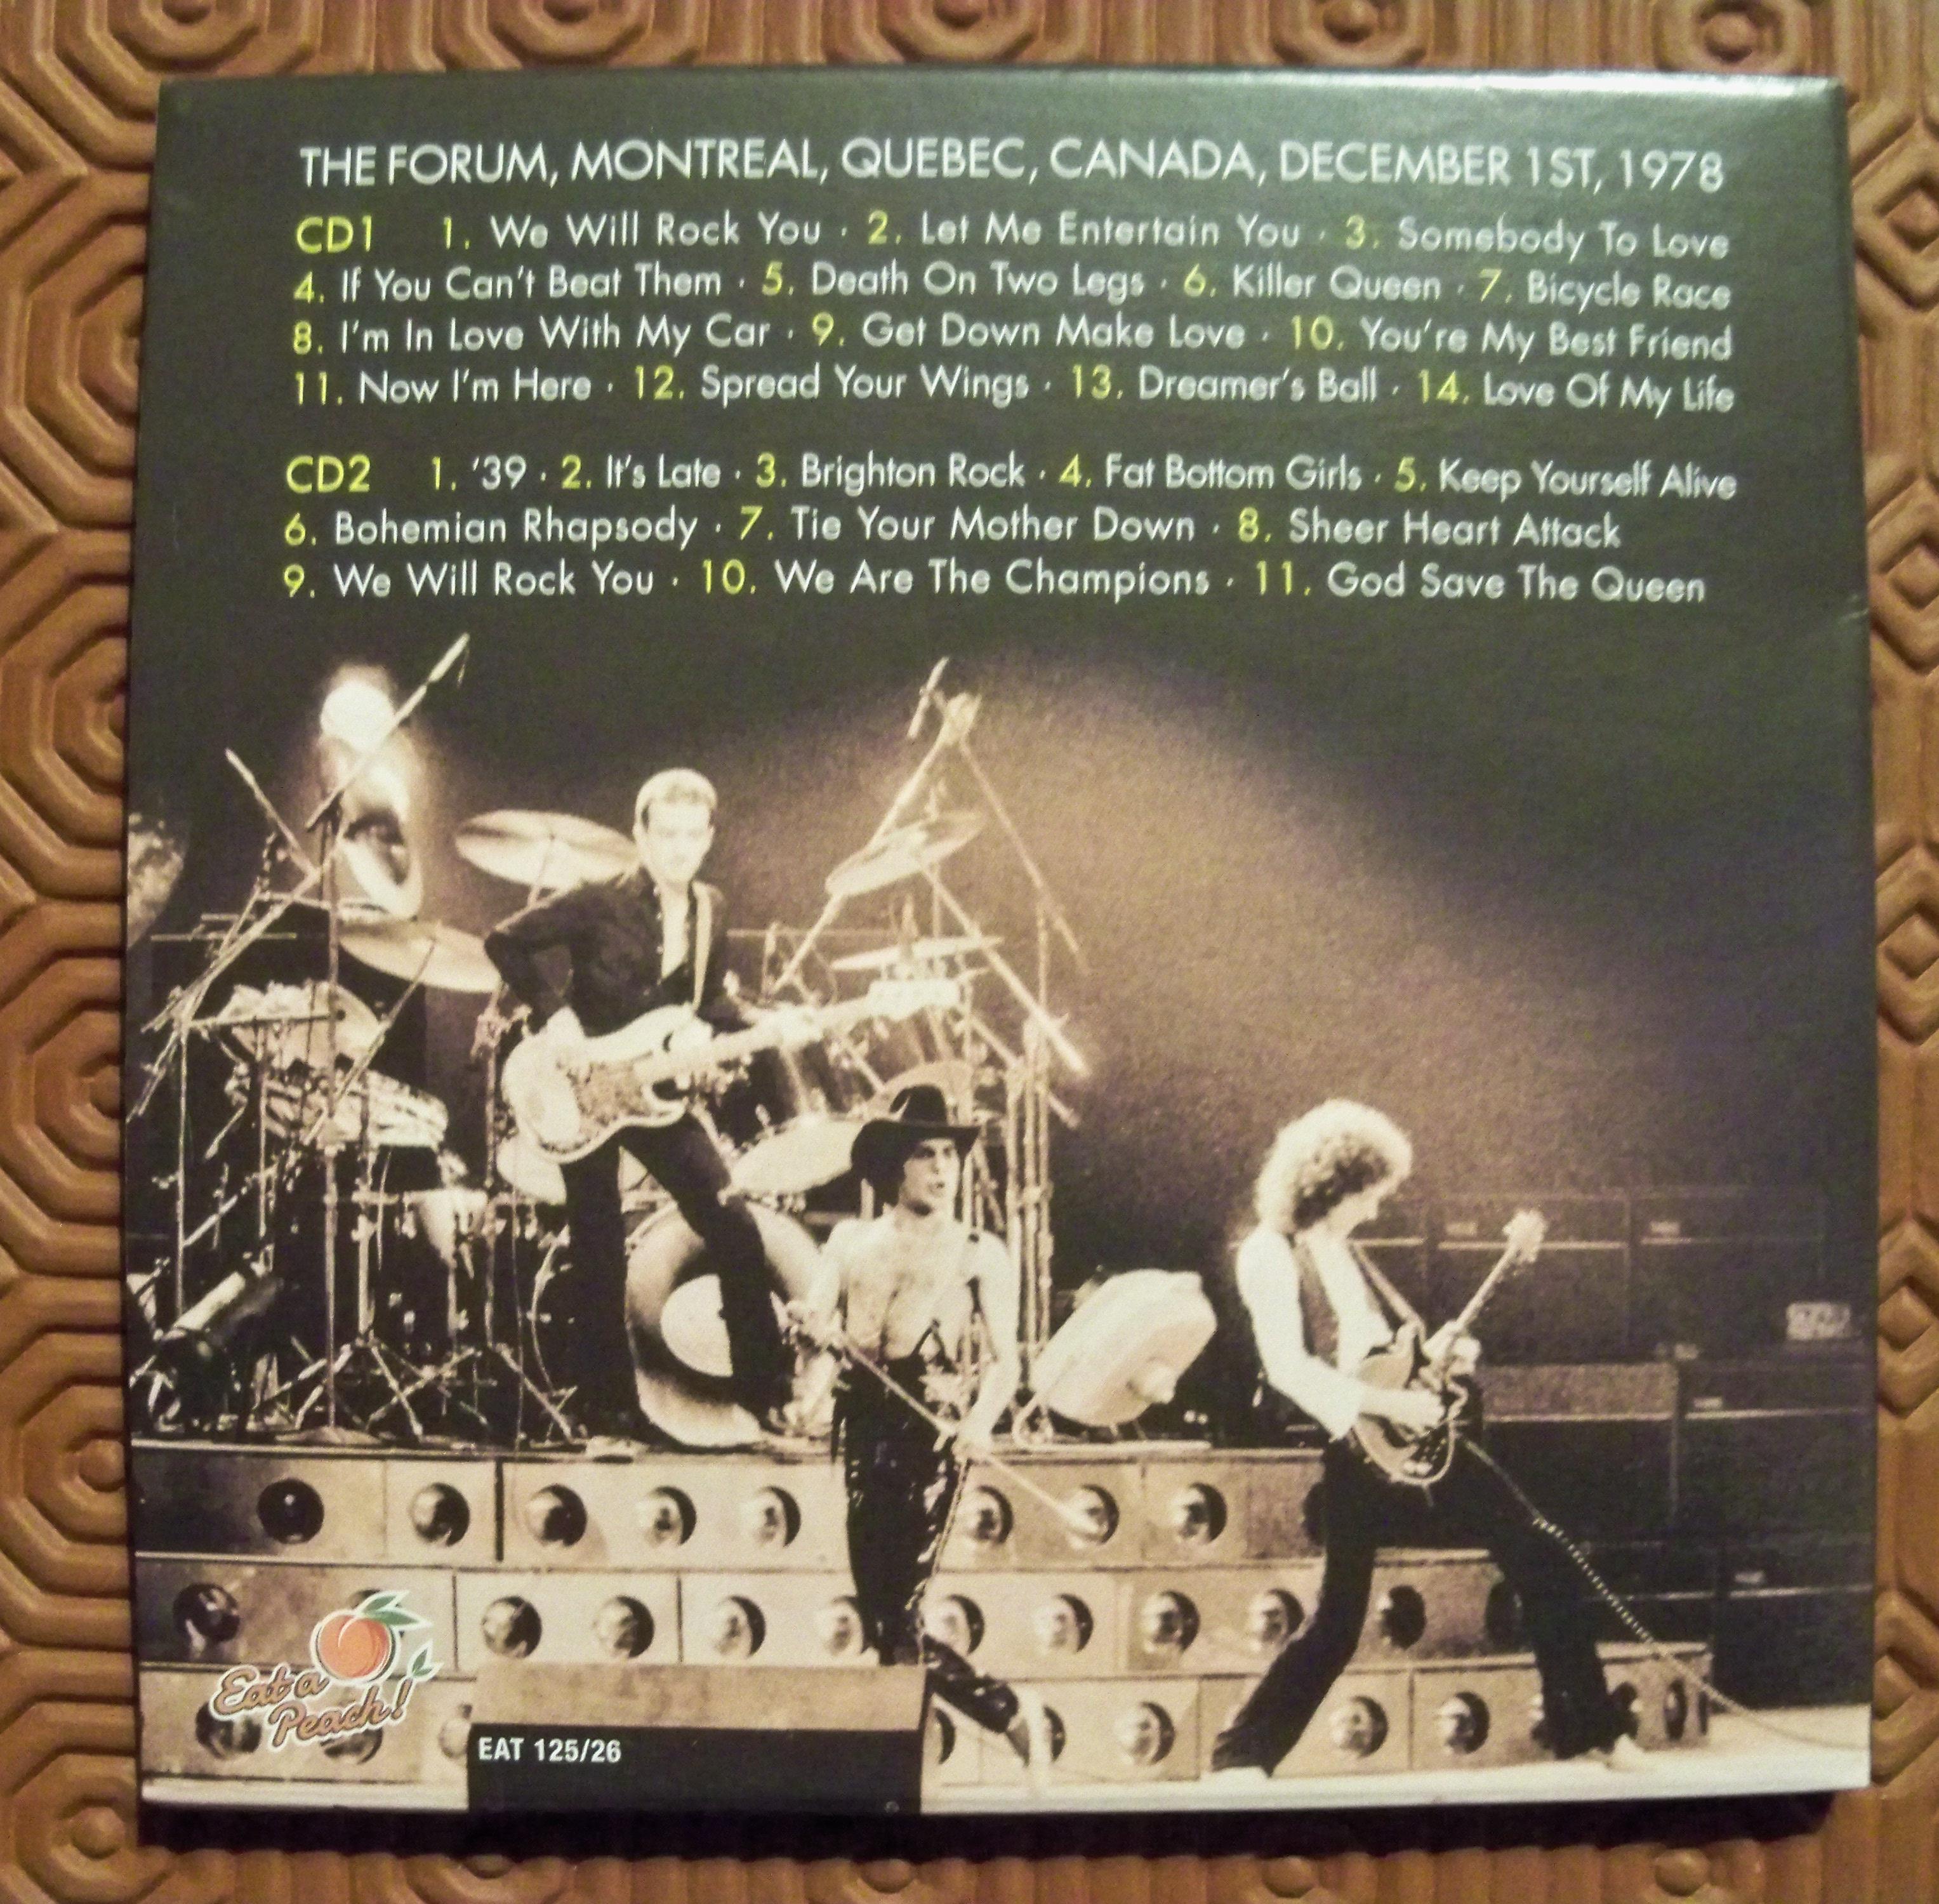 THE FORUM, MONTREAL, QUEBEC, CANADA, DECEMBER 1ST, 1978
CD1 1. We Will Rock You · 2. Let Me Entertain You · 3. Somebody To Love
4. If You Can't Beat Them · 5. Death On Two Legs · 6. Killer Queen · 7. Bicycle Race
8. I'm In Love With My Car · 9. Get Down Make Love · 10. You're My Best Friend
11. Now I'm Here · 12. Spread Your Wings · 13. Dreamer's Ball · 14. Love Of My Life
CD2 1. '39 · 2. It's Late · 3. Brighton Rock · 4. Fat Bottom Girls · 5. Keep Yourself Alive
6. Bohemian Rhapsody · 7. Tie Your Mother Down · 8. Sheer Heart Attack
9. We Will Rock You · 10. We Are The Champions · 11. God Save The Queen
Eat a
Peach!
EAT 125/26